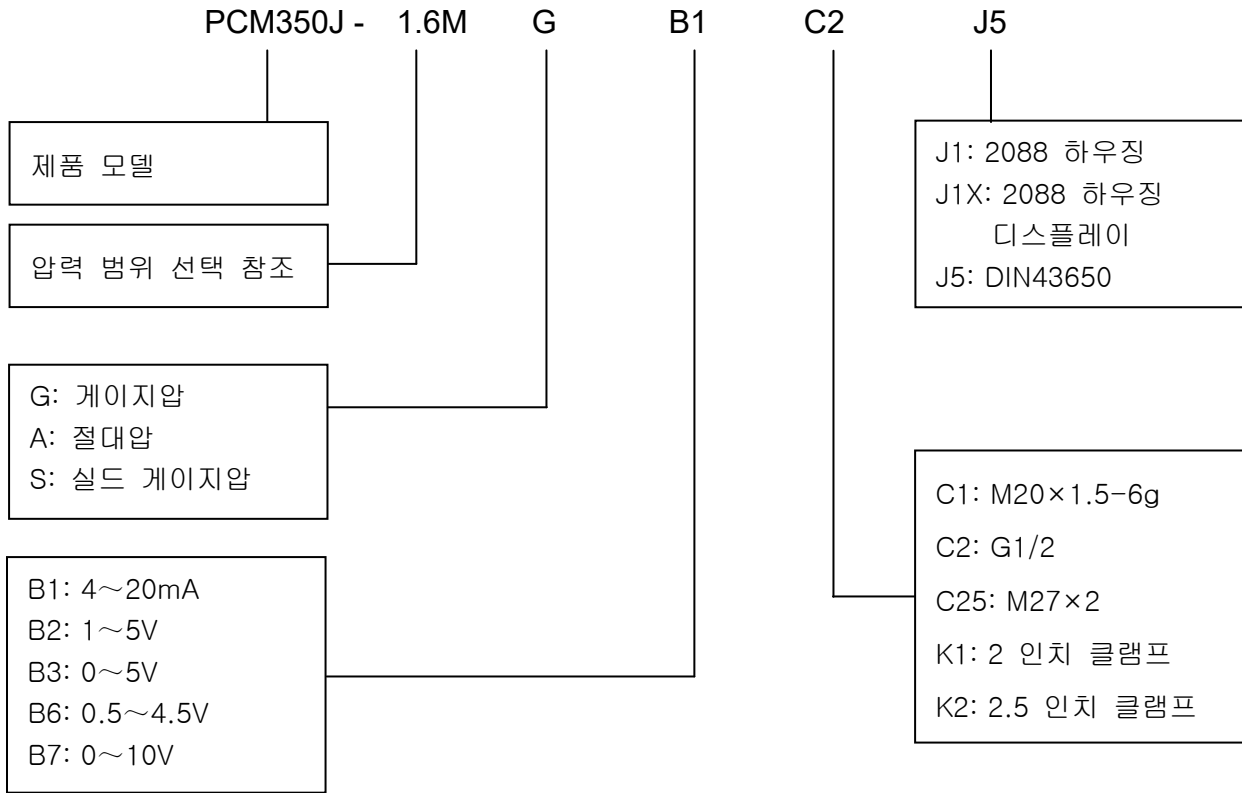 PCM350J - 1.6M G B1 C2 J5
제품 모델
압력 범위 선택 참조
G: 게이지압
A: 절대압
S: 실드 게이지압
B1: 4～20mA
B2: 1～5V
B3: 0～5V
B6: 0.5～4.5V
B7: 0～10V
J1: 2088 하우징
J1X: 2088 하우징
디스플레이
J5: DIN43650
C1: M20×1.5-6g
C2: G1/2
C25: M27×2
K1: 2 인치 클램프
K2: 2.5 인치 클램프